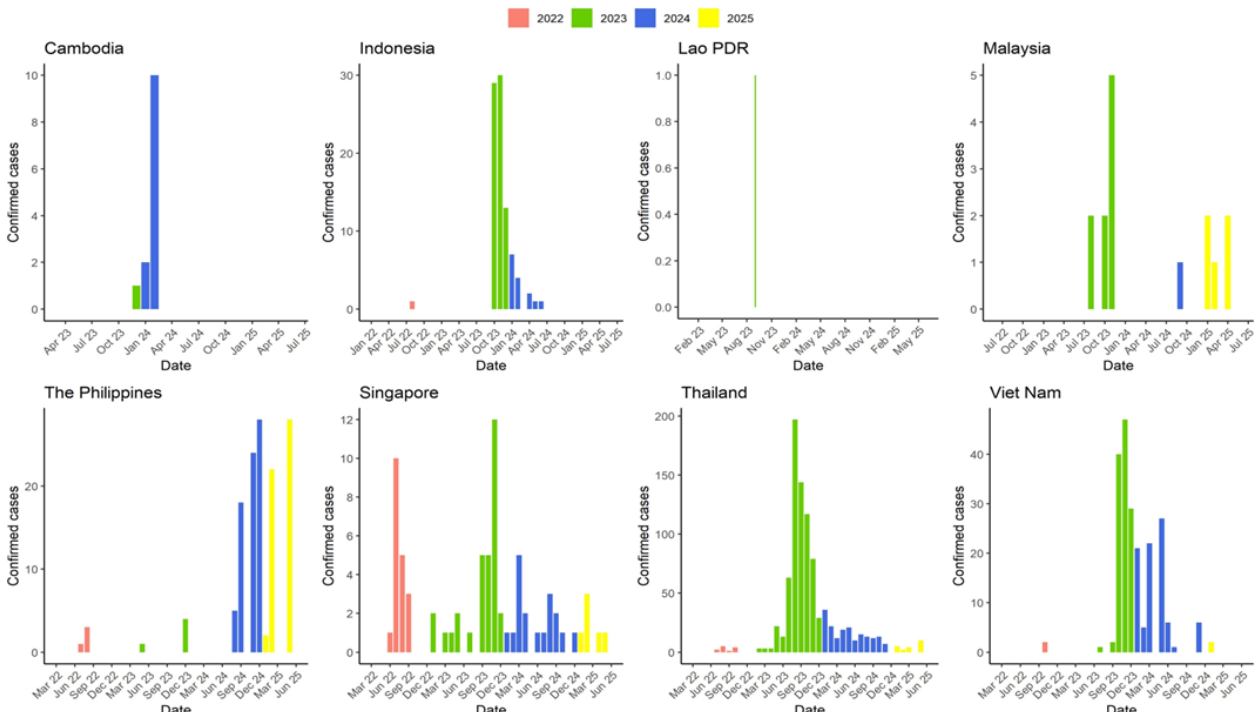 2022 2023 2024 2025
Cambodia
Confirmed cases
10
8
6
4
2
0
Apr 23 Jul 23 Oct 23 Jan 24 Apr 24 Jul 24 Oct 24 Jan 25 Apr 25 Jul 25
Date
Indonesia
Confirmed cases
30
20
10
0
Jan 22 Apr 22 Jul 22 Oct 22 Jan 23 Apr 23 Jul 23 Oct 23 Jan 24 Apr 24 Jul 24 Oct 24 Jan 25 Apr 25 Jul 25
Date
Lao PDR
Confirmed cases
1.0
0.8
0.6
0.4
0.2
0.0
Feb 23 May 23 Aug 23 Nov 23 Feb 24 May 24 Aug 24 Nov 24 Feb 25 May 25
Date
Malaysia
Confirmed cases
5
4
3
2
1
0
Jul 22 Oct 22 Jan 23 Apr 23 Jul 23 Oct 23 Jan 24 Apr 24 Jul 24 Oct 24 Jan 25 Apr 25 Jul 25
Date
The Philippines
Confirmed cases
20
10
0
Mar 22 Jun 22 Sep 22 Dec 22 Mar 23 Jun 23 Sep 23 Dec 23 Mar 24 Jun 24 Sep 24 Dec 24 Mar 25 Jun 25
Date
Singapore
Confirmed cases
12
10
8
6
4
2
0
Mar 22 Jun 22 Sep 22 Dec 22 Mar 23 Jun 23 Sep 23 Dec 23 Mar 24 Jun 24 Sep 24 Dec 24 Mar 25 Jun 25
Date
Thailand
Confirmed cases
200
150
100
50
0
Mar 22 Jun 22 Sep 22 Dec 22 Mar 23 Jun 23 Sep 23 Dec 23 Mar 24 Jun 24 Sep 24 Dec 24 Mar 25 Jun 25
Date
Viet Nam
Confirmed cases
40
30
20
10
0
Mar 22 Jun 22 Sep 22 Dec 22 Mar 23 Jun 23 Sep 23 Dec 23 Mar 24 Jun 24 Sep 24 Dec 24 Mar 25 Jun 25
Date